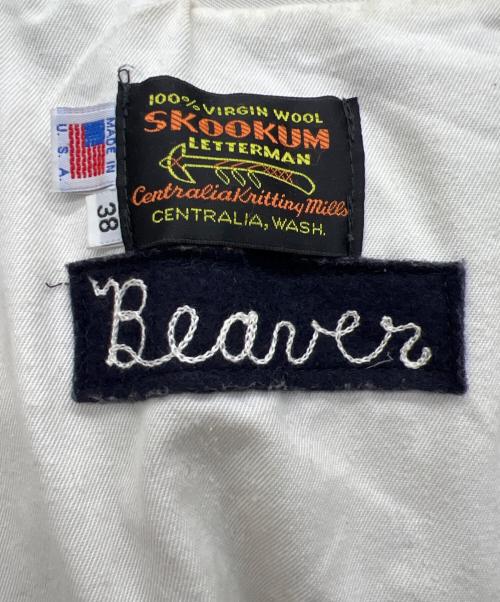 100% VIRGIN WOOL
SKOOKUM
LETTERMAN
Centralia Knitting Mills
CENTRALIA, WASH.
MADE IN
U.S.A.
38
Beaver